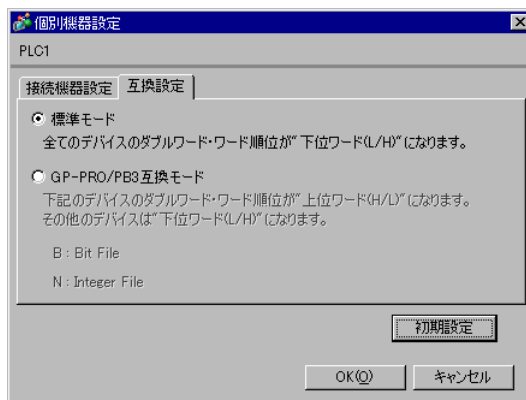 個別機器設定
PLC1
接続機器設定 互換設定
標準モード
全てのデバイスのダブルワード・ワード順位が"下位ワード(L/H)"になります。
GP-PRO/PB3互換モード
下記のデバイスのダブルワード・ワード順位が"上位ワード(H/L)"になります。
その他のデバイスは"下位ワード(L/H)"になります。
B : Bit File
N : Integer File
初期設定
OK(O) キャンセル